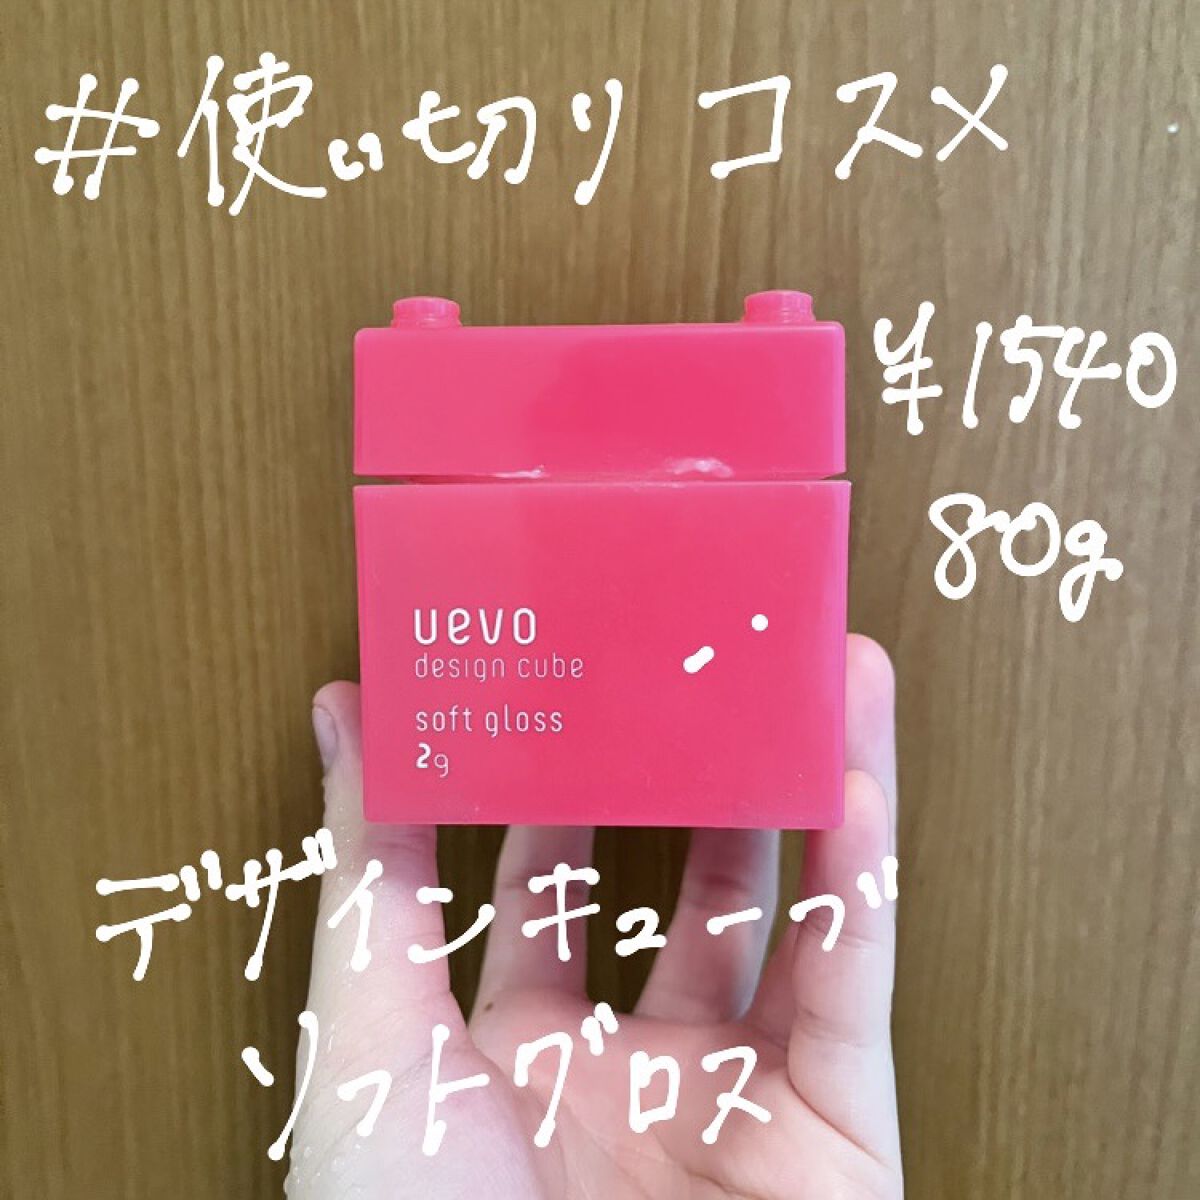 #使い切りコスメ
¥1540
80g
uevo
design cube
soft gloss
2g
デザインキューブ
ソフトグロス